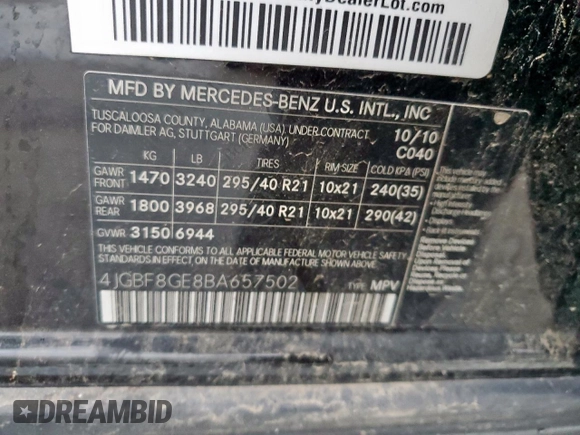 DealerLot.com
MFD BY MERCEDES-BENZ U.S. INTL., INC
TUSCALOOSA COUNTY, ALABAMA (USA), UNDER CONTRACT 10/10
FOR DAIMLER AG, STUTTGART (GERMANY) C040
KG LB TIRES RIM-SIZE COLD KPA (PSI)
GAWR FRONT 1470 3240 295/40 R21 10x21 240(35)
GAWR REAR 1800 3968 295/40 R21 10x21 290(42)
GVWR 3150 6944
THIS VEHICLE CONFORMS TO ALL APPLICABLE FEDERAL MOTOR VEHICLE SAFETY
STANDARDS IN EFFECT ON THE DATE OF MANUFACTURE SHOWN ABOVE.
4JGBF8GE8BA657502 TYPE: MPV
DREAMBID